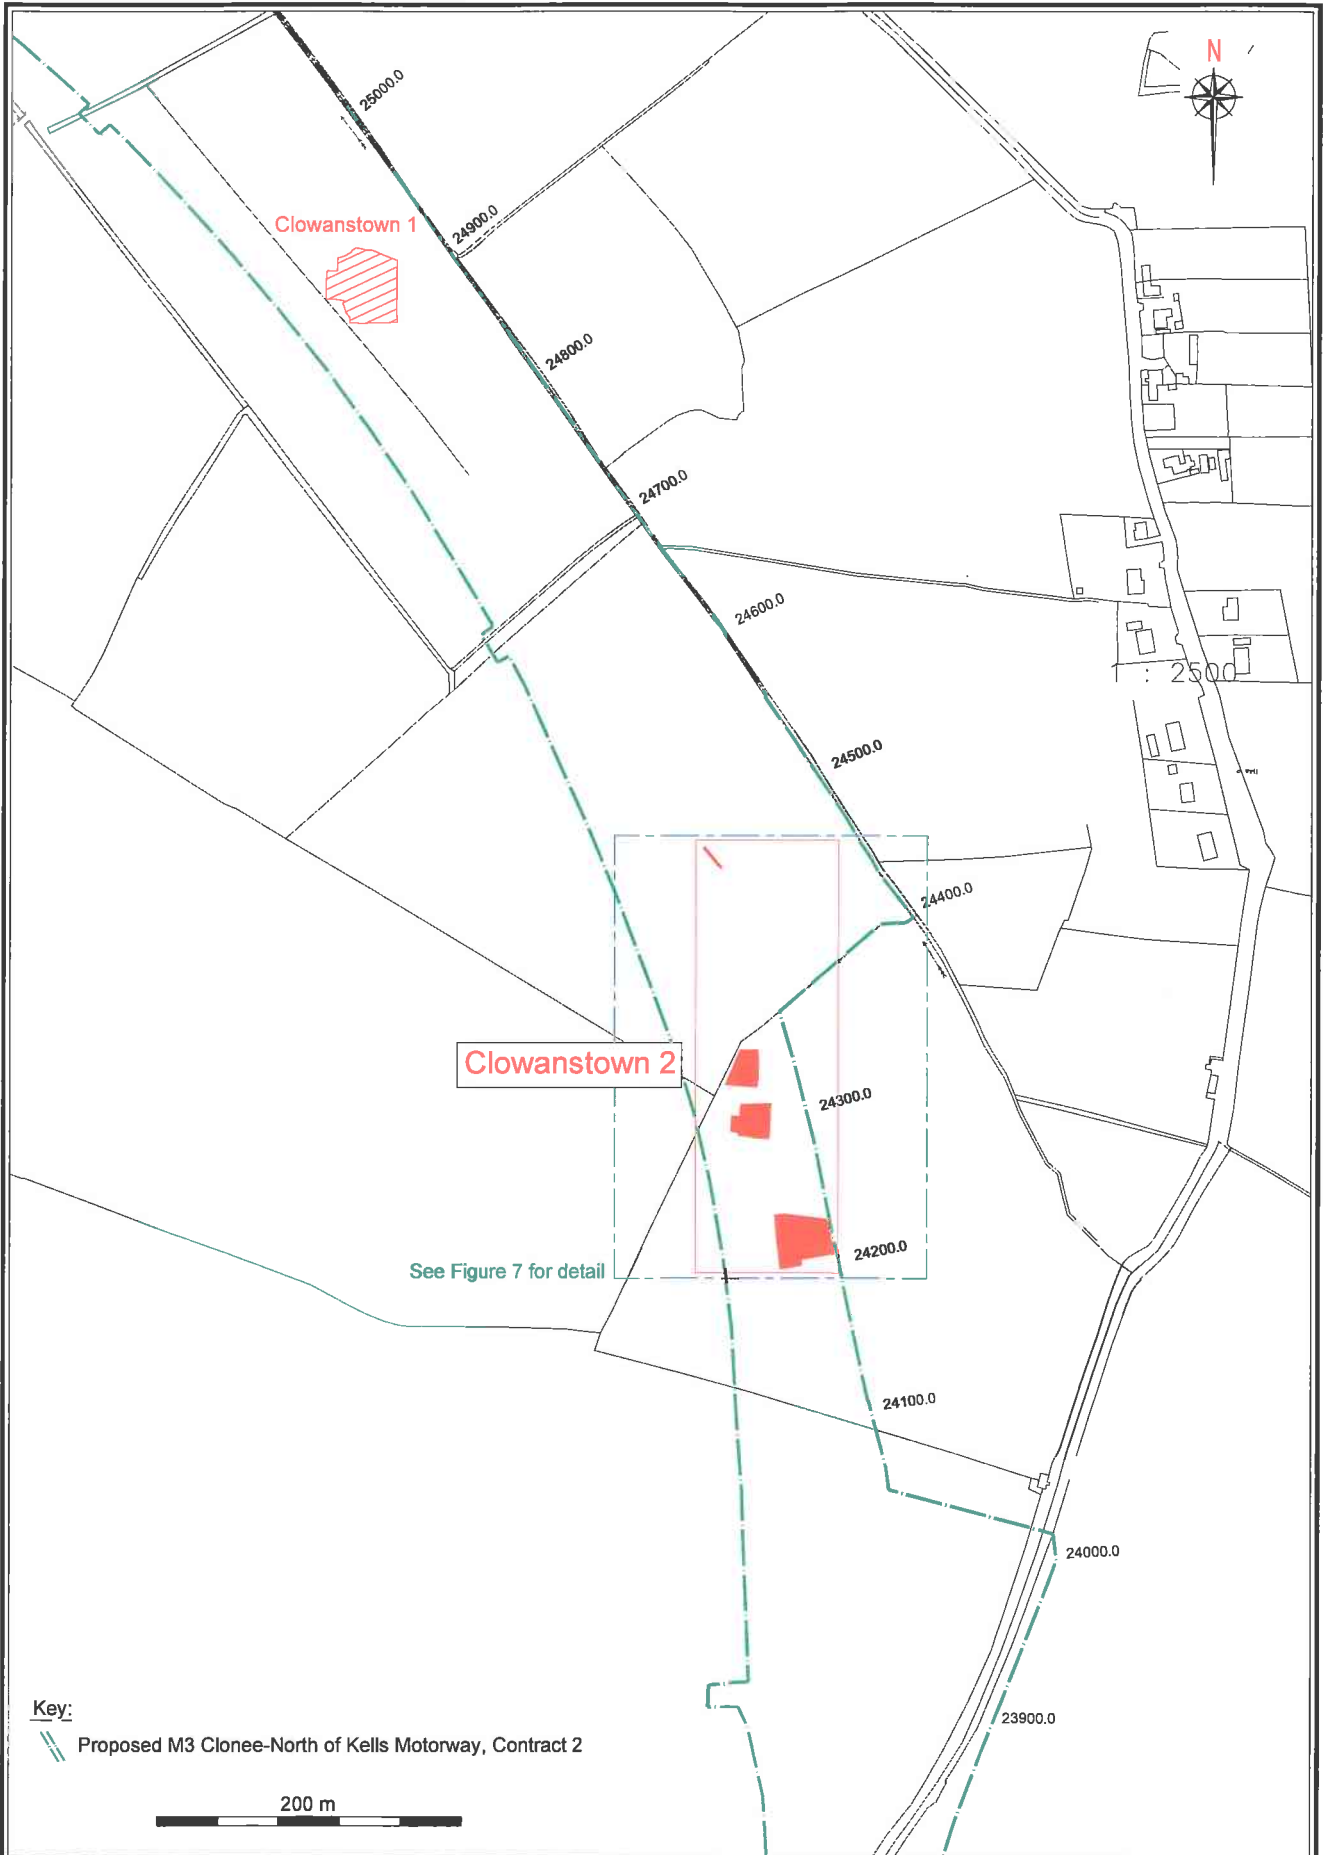 N
25000.0
Clowanstown 1
24900.0
24800.0
24700.0
24600.0
1 : 2500
24500.0
24400.0
Clowanstown 2
24300.0
24200.0
See Figure 7 for detail
24100.0
24000.0
23900.0
Key:
Proposed M3 Clonee-North of Kells Motorway, Contract 2
200 m